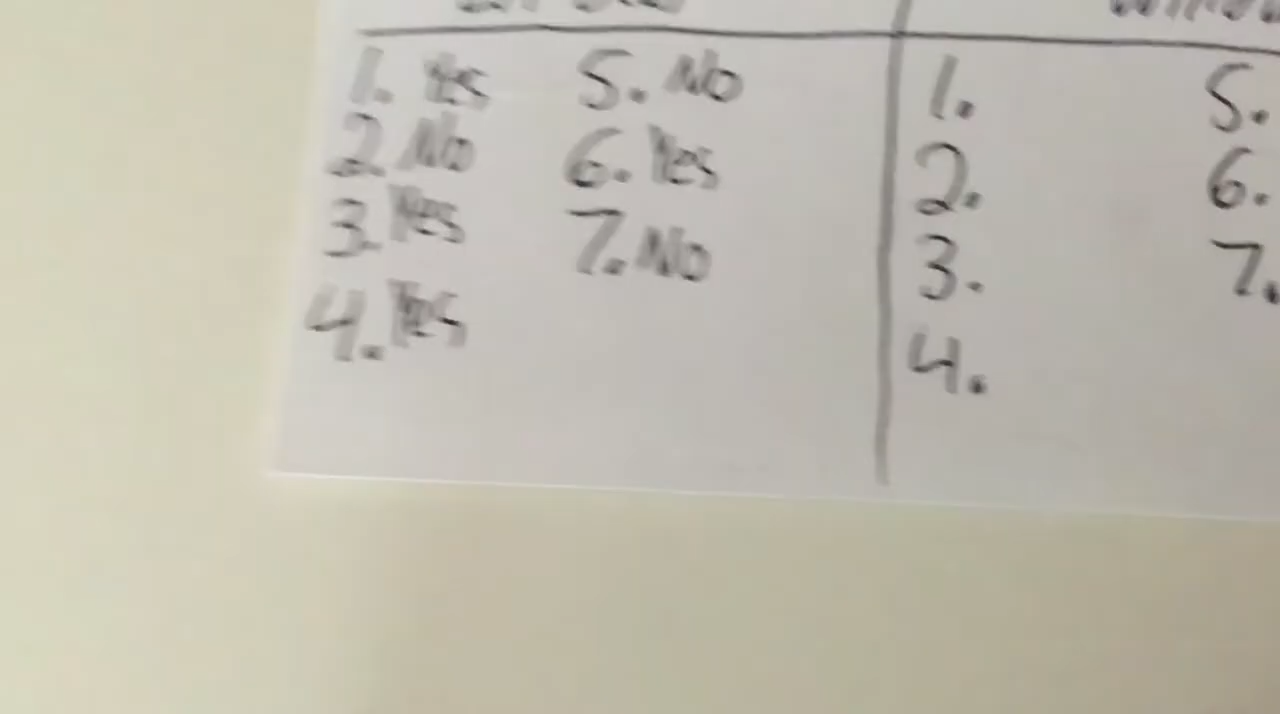 1. Yes 5. No
2. No 6. Yes
3. Yes 7. No
4. Yes
1. 5.
2. 6.
3. 7.
4.